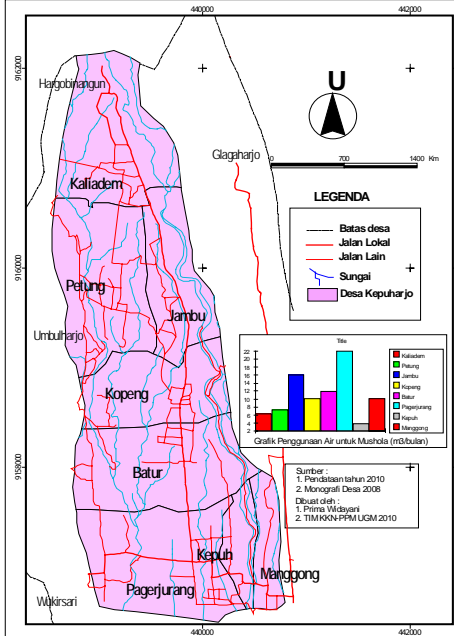 440000
442000
9162000
Hargobinangun
U
Glagaharjo
0
700
1400 Km
Kaliadem
LEGENDA
Batas desa
Jalan Lokal
Jalan Lain
Sungai
Desa Kepuharjo
9160000
Petung
Jambu
Umbulharjo
Title
22
20
18
16
14
12
10
8
6
4
2
Kaliadem
Petung
Jambu
Kopeng
Batur
Pagerjurang
Kepuh
Manggong
Grafik Penggunaan Air untuk Mushola (m3/bulan)
Kopeng
9158000
Batur
Sumber :
1. Pendataan tahun 2010
2. Monografi Desa 2008
Dibuat oleh :
1. Prima Widayani
2. TIM KKN-PPM UGM 2010
Kepuh
Manggong
Pagerjurang
Wukirsari
440000
442000